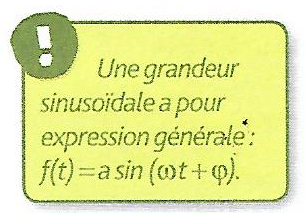 !
Une grandeur
sinusoïdale a pour
expression générale :
f(t) = a sin (ωt + φ).